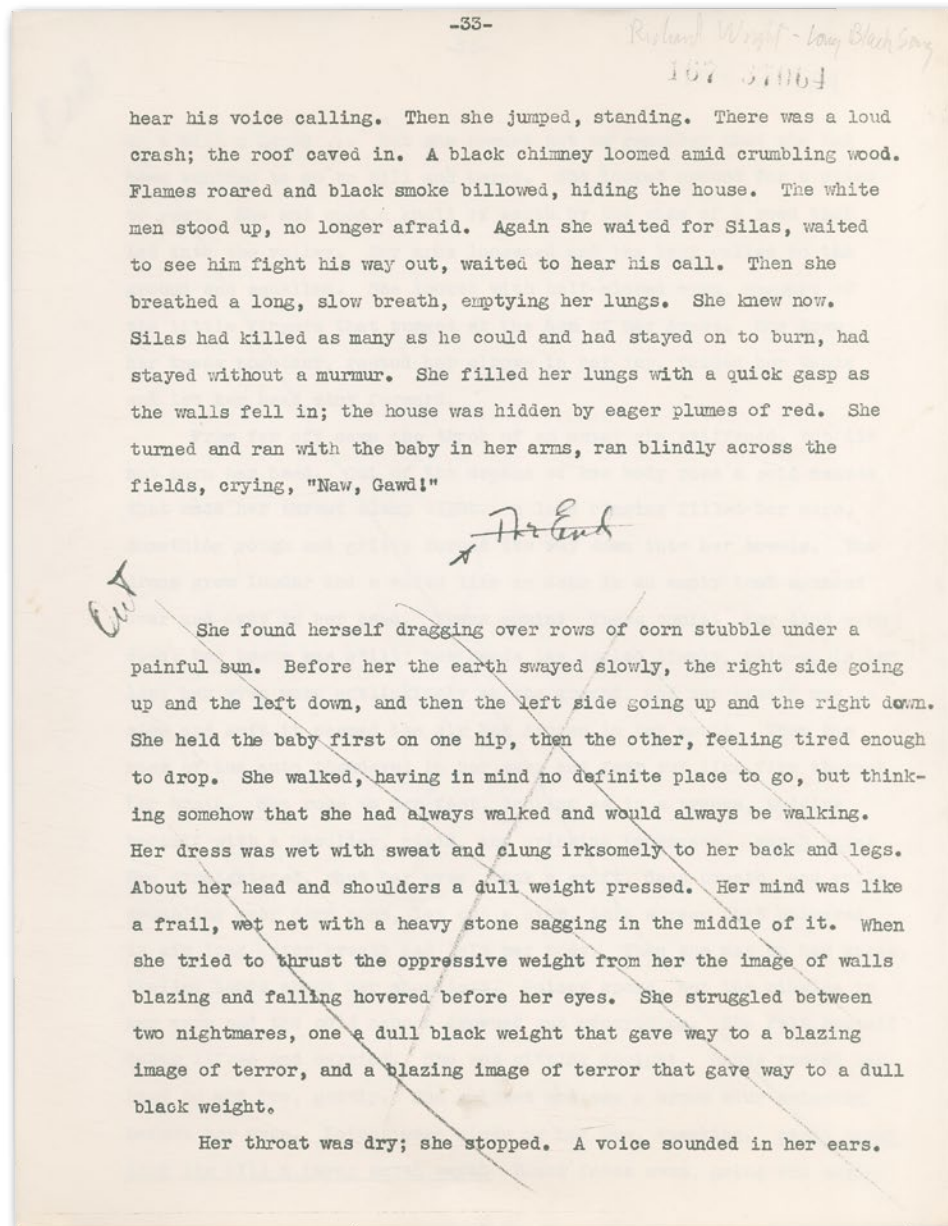 -33-
Richard Wright - Long Black Song
167 37064
hear his voice calling. Then she jumped, standing. There was a loud
crash; the roof caved in. A black chimney loomed amid crumbling wood.
Flames roared and black smoke billowed, hiding the house. The white
men stood up, no longer afraid. Again she waited for Silas, waited
to see him fight his way out, waited to hear his call. Then she
breathed a long, slow breath, emptying her lungs. She knew now.
Silas had killed as many as he could and had stayed on to burn, had
stayed without a murmur. She filled her lungs with a quick gasp as
the walls fell in; the house was hidden by eager plumes of red. She
turned and ran with the baby in her arms, ran blindly across the
fields, crying, "Naw, Gawd!"
The End
Cut
She found herself dragging over rows of corn stubble under a
painful sun. Before her the earth swayed slowly, the right side going
up and the left down, and then the left side going up and the right down.
She held the baby first on one hip, then the other, feeling tired enough
to drop. She walked, having in mind no definite place to go, but think-
ing somehow that she had always walked and would always be walking.
Her dress was wet with sweat and clung irksomely to her back and legs.
About her head and shoulders a dull weight pressed. Her mind was like
a frail, wet net with a heavy stone sagging in the middle of it. When
she tried to thrust the oppressive weight from her the image of walls
blazing and falling hovered before her eyes. She struggled between
two nightmares, one a dull black weight that gave way to a blazing
image of terror, and a blazing image of terror that gave way to a dull
black weight.
Her throat was dry; she stopped. A voice sounded in her ears.